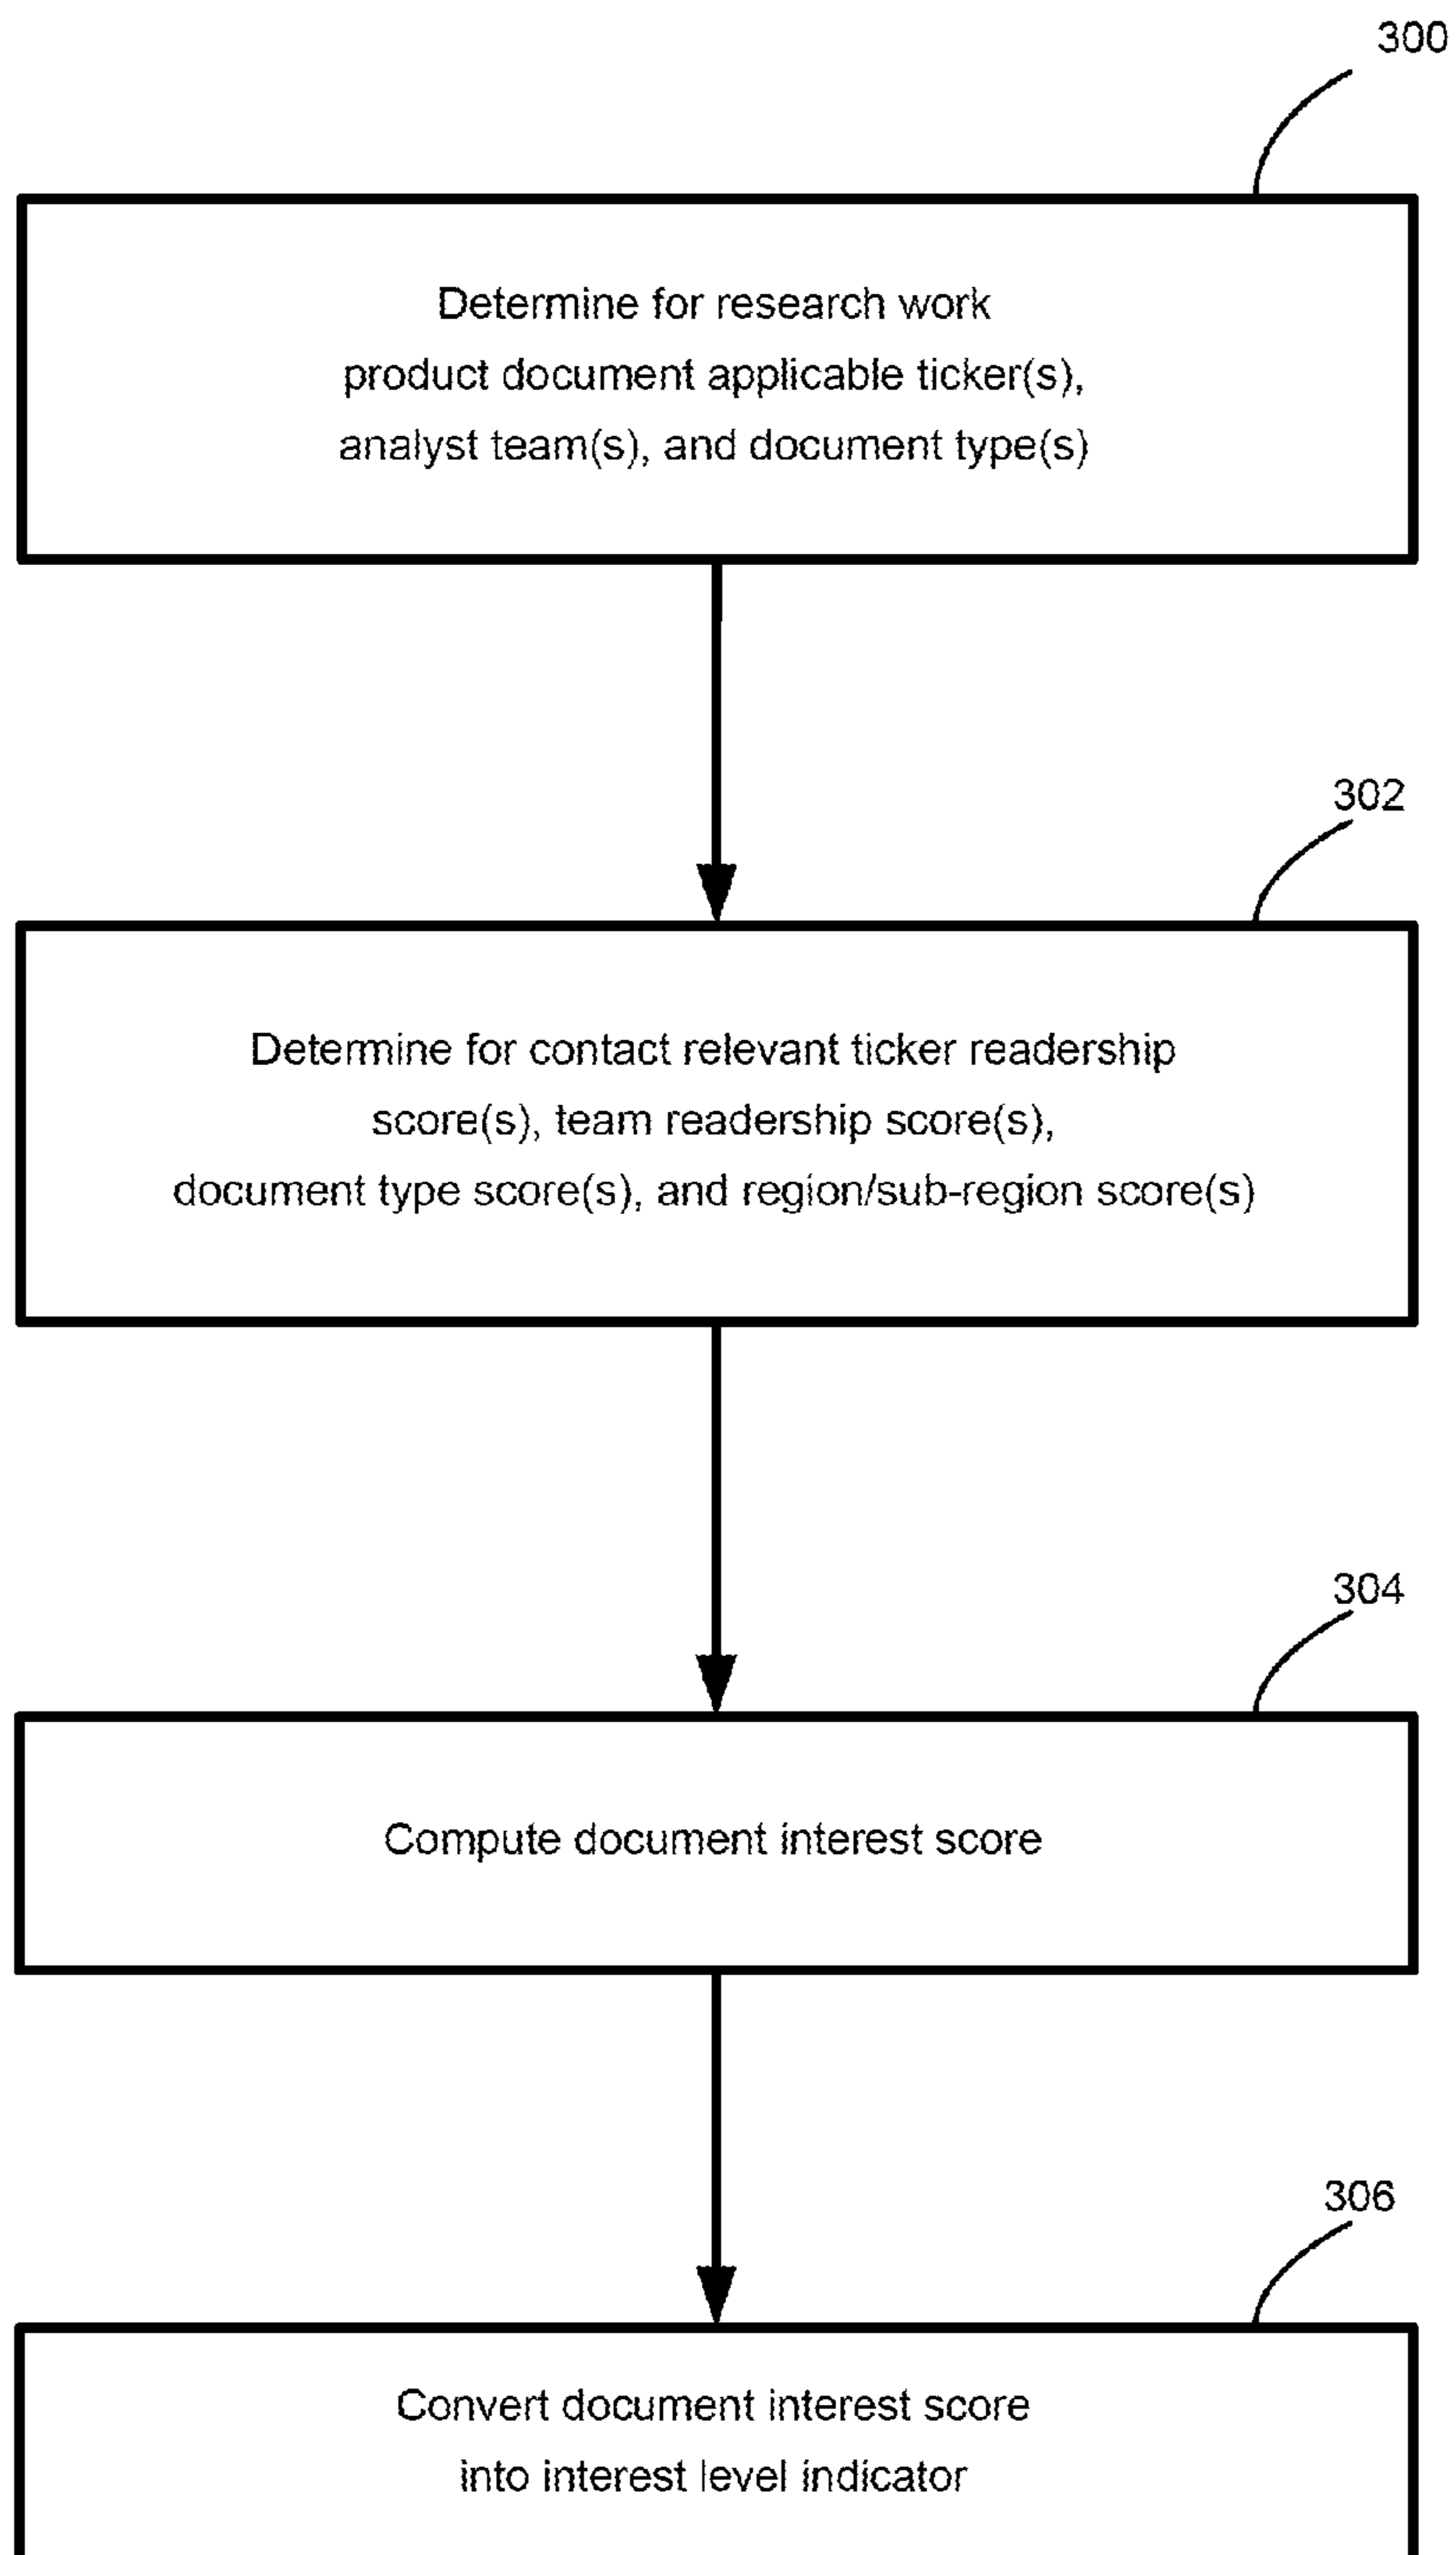 300
Determine for research work
product document applicable ticker(s),
analyst team(s), and document type(s)
302
Determine for contact relevant ticker readership
score(s), team readership score(s),
document type score(s), and region/sub-region score(s)
304
Compute document interest score
306
Convert document interest score
into interest level indicator